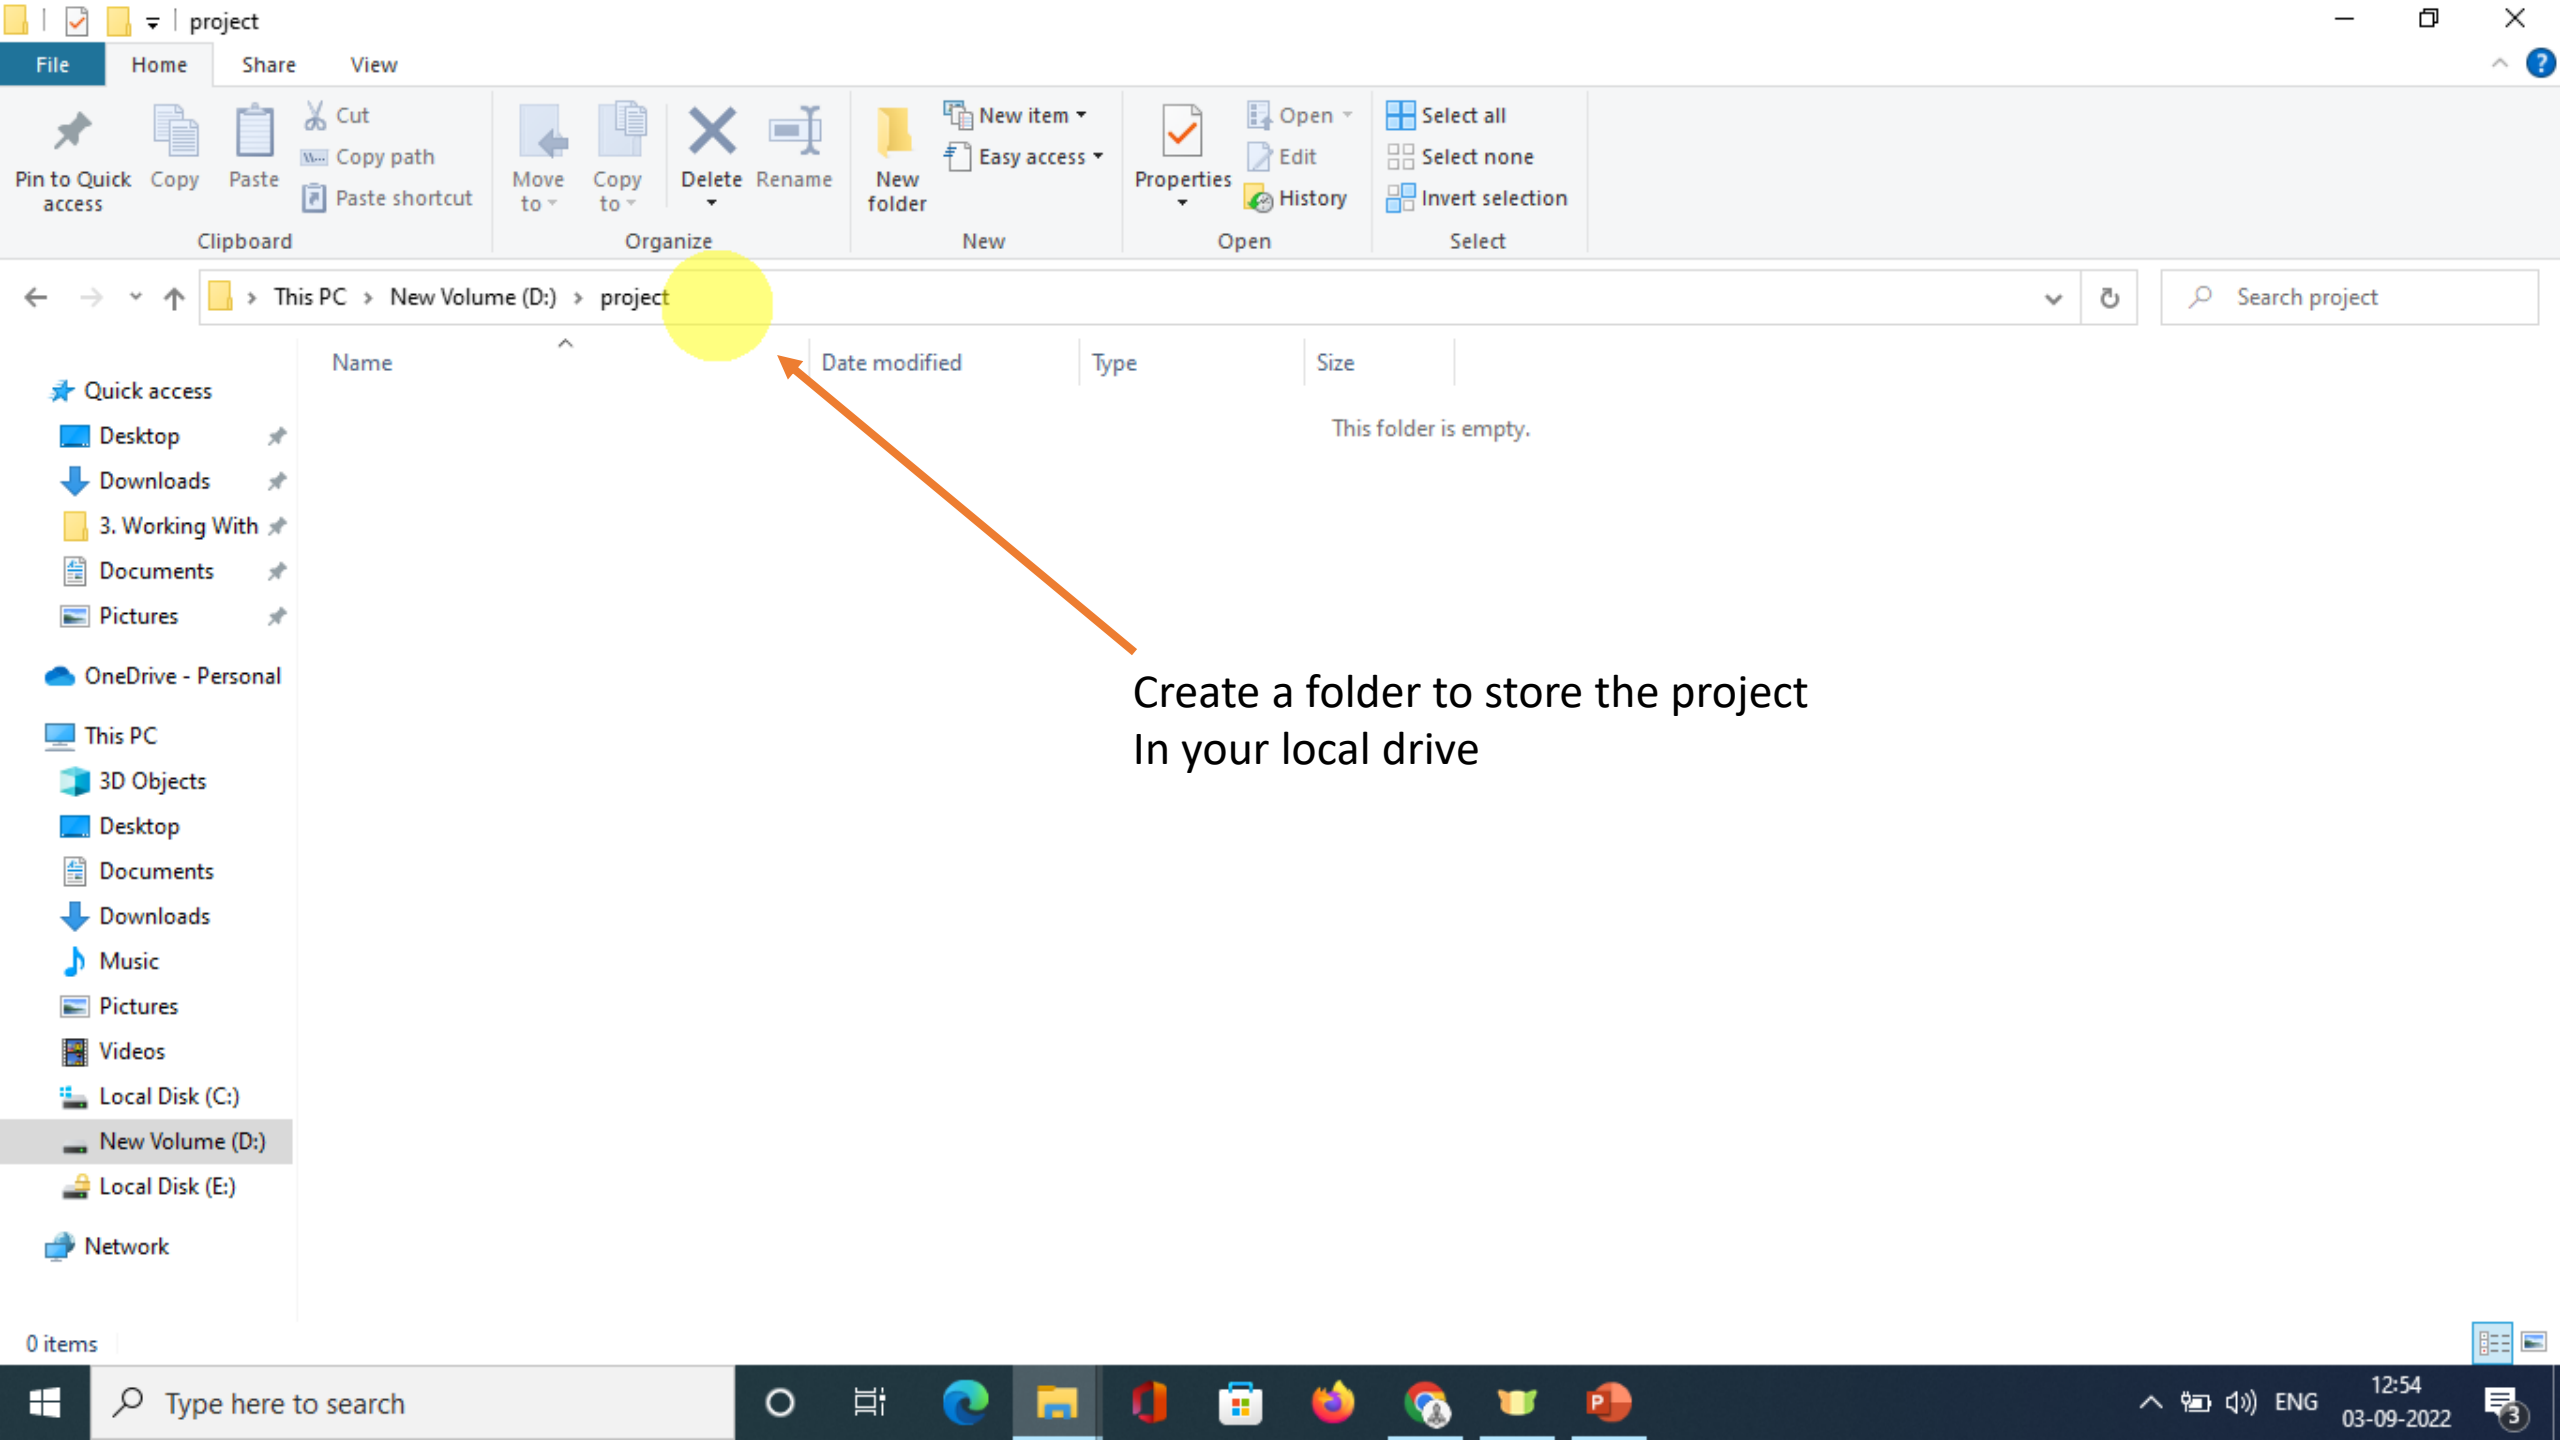 project
File Home Share View
Pin to Quick access
Copy
Paste
Cut
Copy path
Paste shortcut
Clipboard
Move to
Copy to
Delete
Rename
Organize
New folder
New item
Easy access
New
Properties
Open
Edit
History
Open
Select all
Select none
Invert selection
Select
This PC New Volume (D:) project
Search project
Name Date modified Type Size
This folder is empty.
Quick access
Desktop
Downloads
3. Working With
Documents
Pictures
OneDrive - Personal
This PC
3D Objects
Desktop
Documents
Downloads
Music
Pictures
Videos
Local Disk (C:)
New Volume (D:)
Local Disk (E:)
Network
Create a folder to store the project
In your local drive
0 items
Type here to search
ENG
12:54
03-09-2022
3